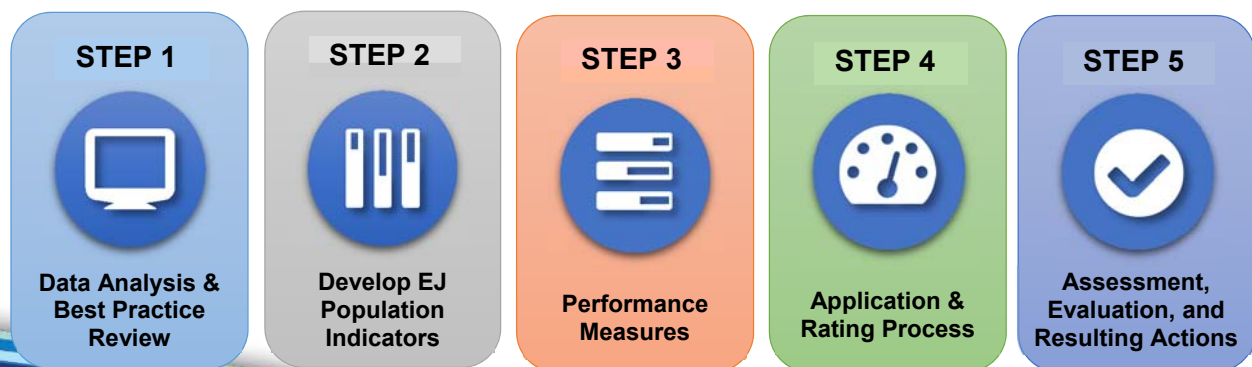 STEP 1
Data Analysis &
Best Practice
Review
STEP 2
Develop EJ
Population
Indicators
STEP 3
Performance
Measures
STEP 4
Application &
Rating Process
STEP 5
Assessment,
Evaluation, and
Resulting Actions